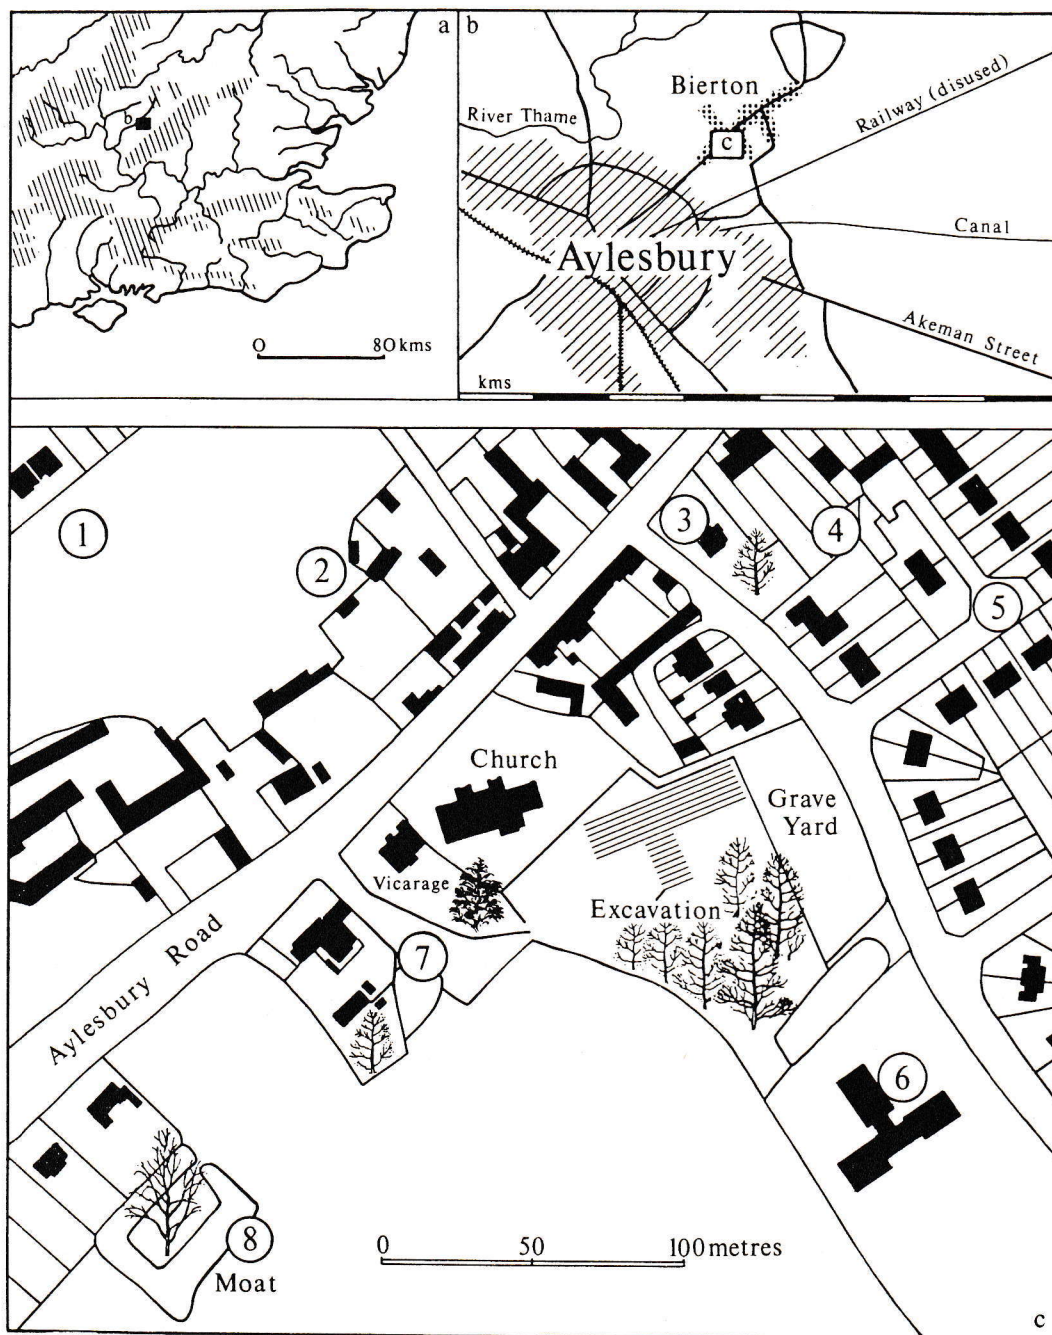 a
b
0 80 kms
b
Bierton
River Thame
Railway (disused)
c
Canal
Aylesbury
Akeman Street
kms
1
2
3
4
5
Church
Grave
Yard
Vicarage
Excavation
7
Aylesbury Road
6
8
Moat
0 50 100 metres
c